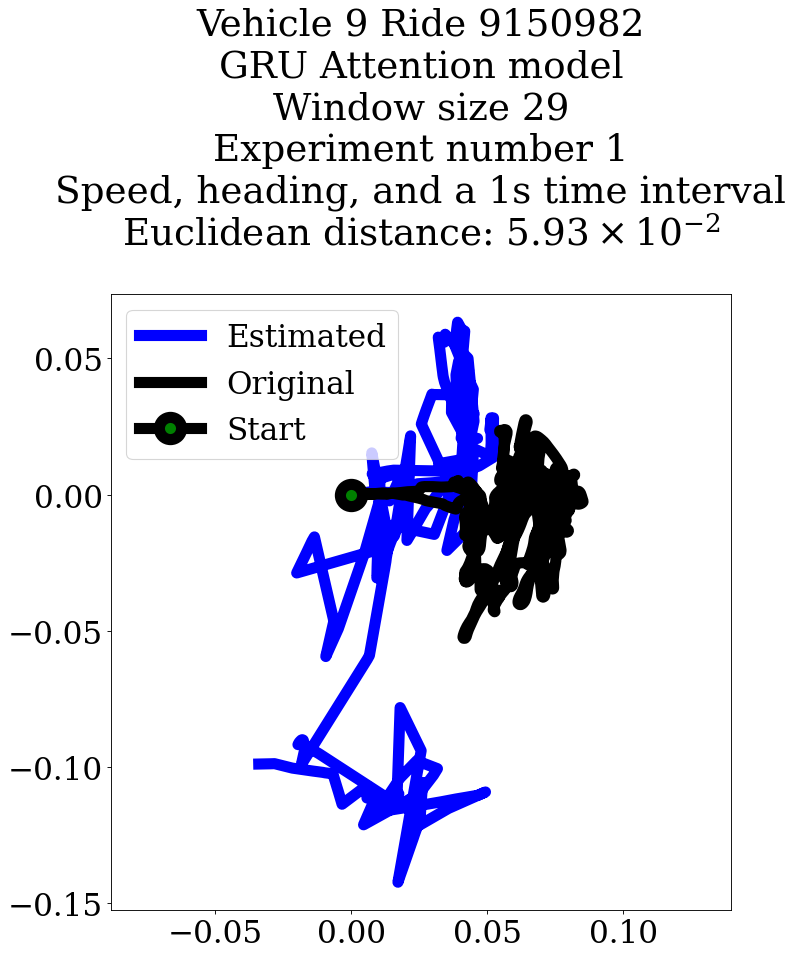 Vehicle 9 Ride 9150982
GRU Attention model
Window size 29
Experiment number 1
Speed, heading, and a 1s time interval
Euclidean distance: 5.93 × 10⁻²
Estimated
Original
Start
0.05
0.00
−0.05
−0.10
−0.15
−0.05 0.00 0.05 0.10